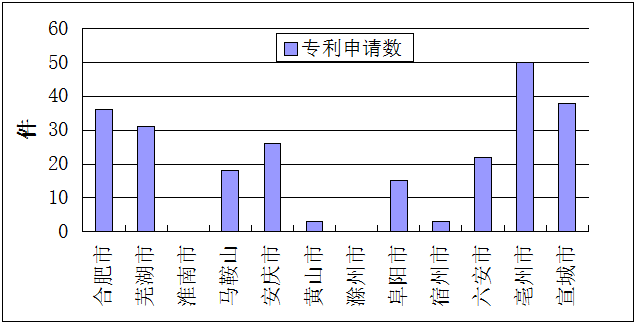 60
50
40
30
20
10
0
件
专利申请数
合肥市
芜湖市
淮南市
马鞍山
安庆市
黄山市
滁州市
阜阳市
宿州市
六安市
亳州市
宣城市